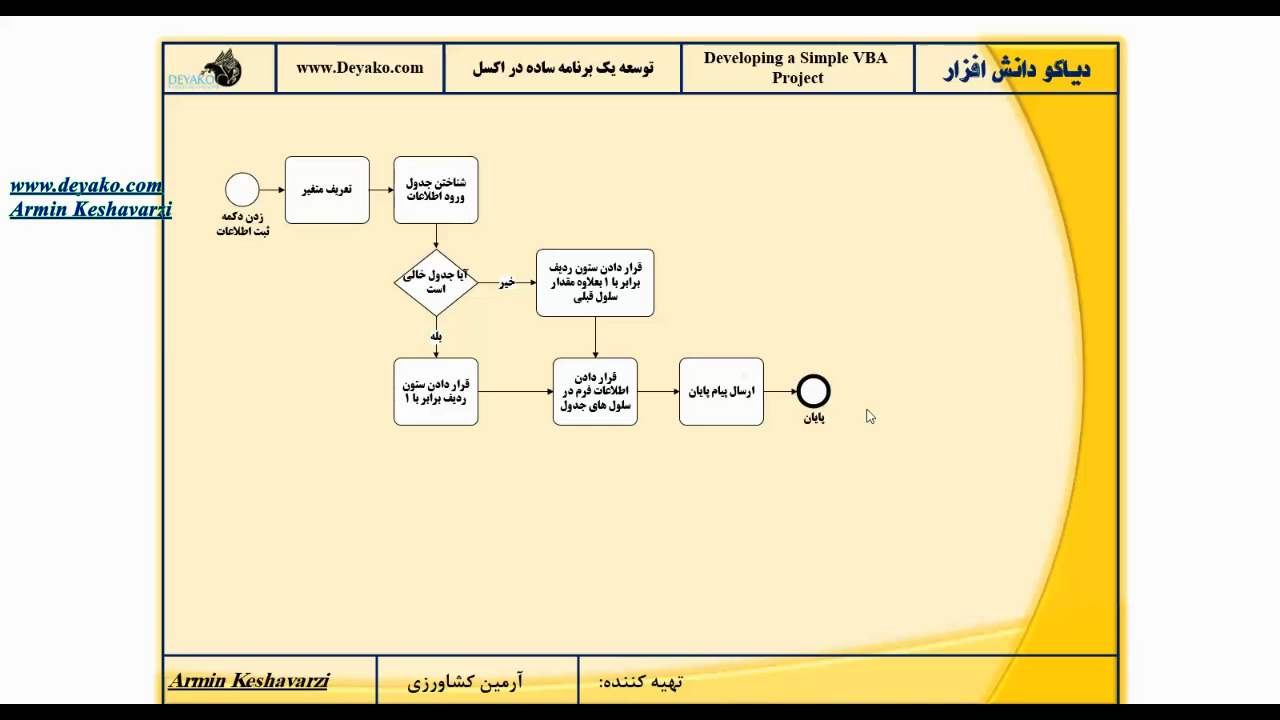 DEYAKO
www.Deyako.com
توسعه یک برنامه ساده در اکسل
Developing a Simple VBA
Project
دیاکو دانش افزار
www.deyako.com
Armin Keshavarzi
زدن دکمه
ثبت اطلاعات
تعریف متغیر
شناختن جدول
ورود اطلاعات
آیا جدول خالی
است
خیر
قرار دادن ستون ردیف
برابر با ۱ بعلاوه مقدار
سلول قبلی
بله
قرار دادن ستون
ردیف برابر با ۱
قرار دادن
اطلاعات فرم در
سلول های جدول
ارسال پیام پایان
پایان
Armin Keshavarzi
آرمین کشاورزی
تهیه کننده: